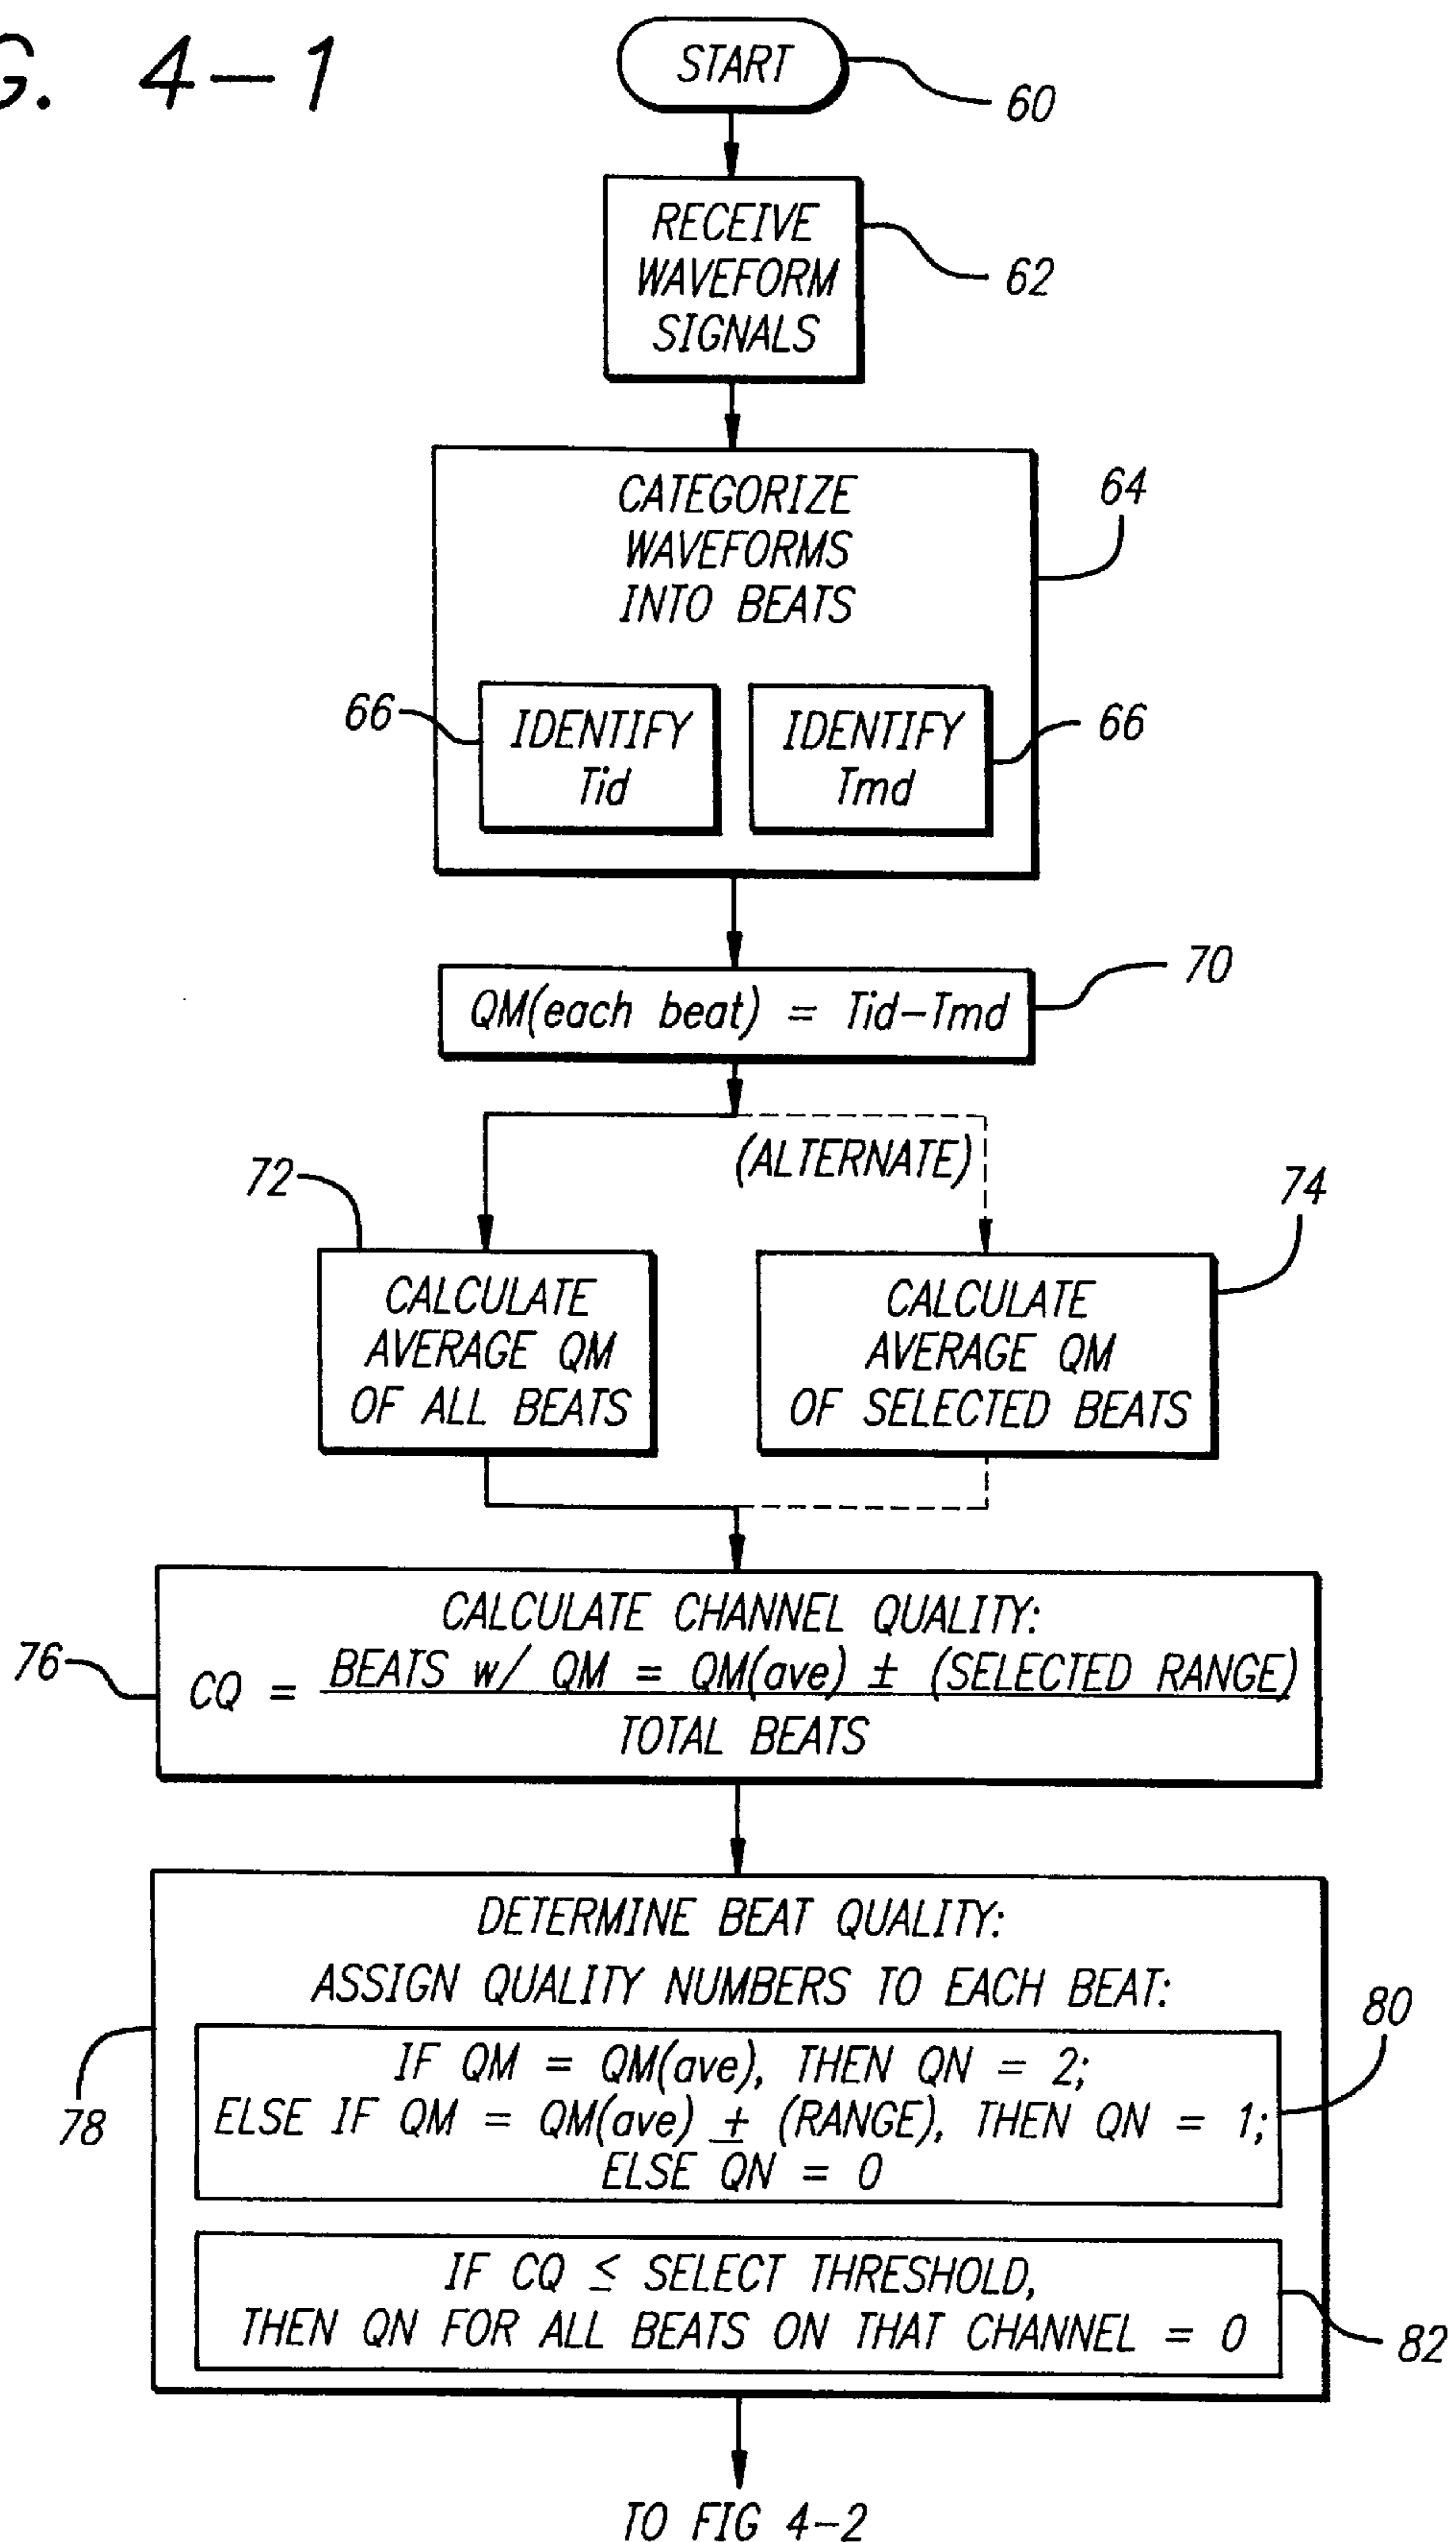 G. 4-1
START
60
RECEIVE
WAVEFORM
SIGNALS
62
CATEGORIZE
WAVEFORMS
INTO BEATS
64
66
IDENTIFY
Tid
IDENTIFY
Tmd
66
QM(each beat) = Tid-Tmd
70
(ALTERNATE)
72
74
CALCULATE
AVERAGE QM
OF ALL BEATS
CALCULATE
AVERAGE QM
OF SELECTED BEATS
76
CALCULATE CHANNEL QUALITY:
CQ = BEATS w/ QM = QM(ave) ± (SELECTED RANGE)
TOTAL BEATS
78
DETERMINE BEAT QUALITY:
ASSIGN QUALITY NUMBERS TO EACH BEAT:
80
IF QM = QM(ave), THEN QN = 2;
ELSE IF QM = QM(ave) ± (RANGE), THEN QN = 1;
ELSE QN = 0
IF CQ ≤ SELECT THRESHOLD,
THEN QN FOR ALL BEATS ON THAT CHANNEL = 0
82
TO FIG 4-2